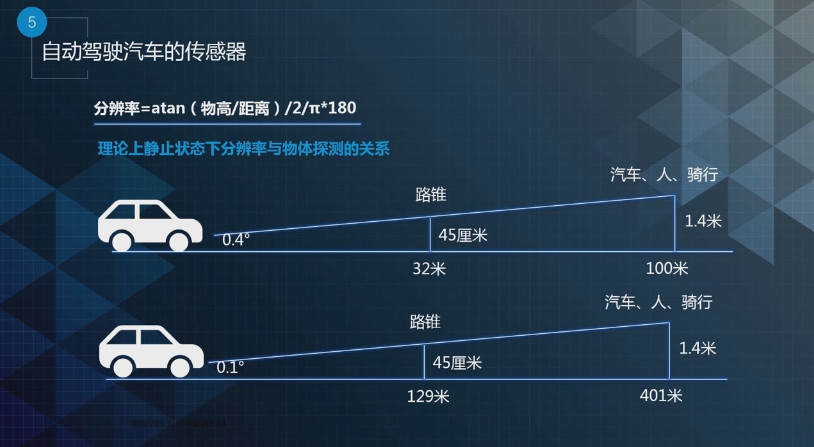 5
自动驾驶汽车的传感器
分辨率=atan（物高/距离）/2/π*180
理论上静止状态下分辨率与物体探测的关系
汽车、人、骑行
路锥
1.4米
0.4°
45厘米
32米
100米
汽车、人、骑行
路锥
1.4米
0.1°
45厘米
129米
401米